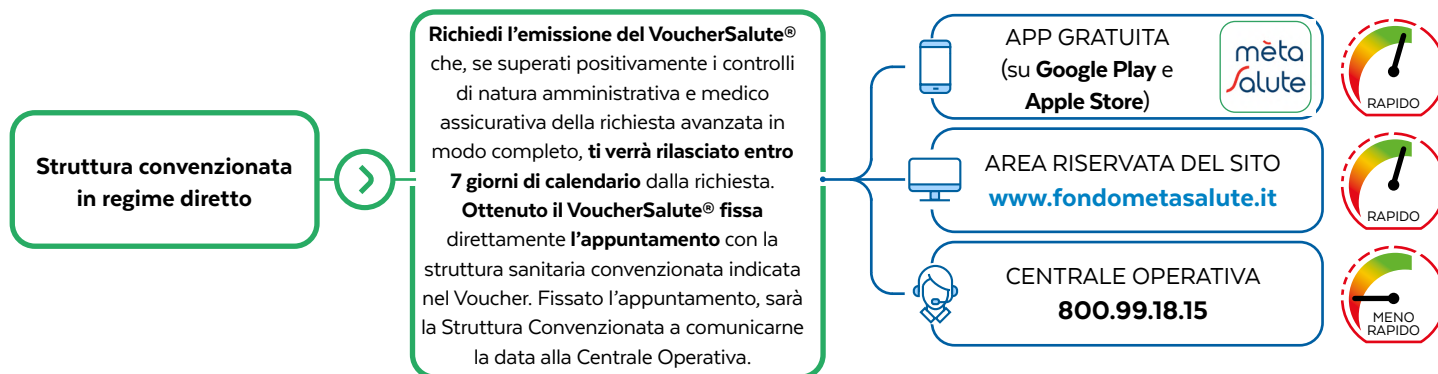 Struttura convenzionata
in regime diretto
Richiedi l'emissione del VoucherSalute®
che, se superati positivamente i controlli
di natura amministrativa e medico
assicurativa della richiesta avanzata in
modo completo, ti verrà rilasciato entro
7 giorni di calendario dalla richiesta.
Ottenuto il VoucherSalute® fissa
direttamente l'appuntamento con la
struttura sanitaria convenzionata indicata
nel Voucher. Fissato l'appuntamento, sarà
la Struttura Convenzionata a comunicarne
la data alla Centrale Operativa.
APP GRATUITA
(su Google Play e
Apple Store)
mèta
Salute
RAPIDO
AREA RISERVATA DEL SITO
www.fondometasalute.it
RAPIDO
CENTRALE OPERATIVA
800.99.18.15
MENO
RAPIDO